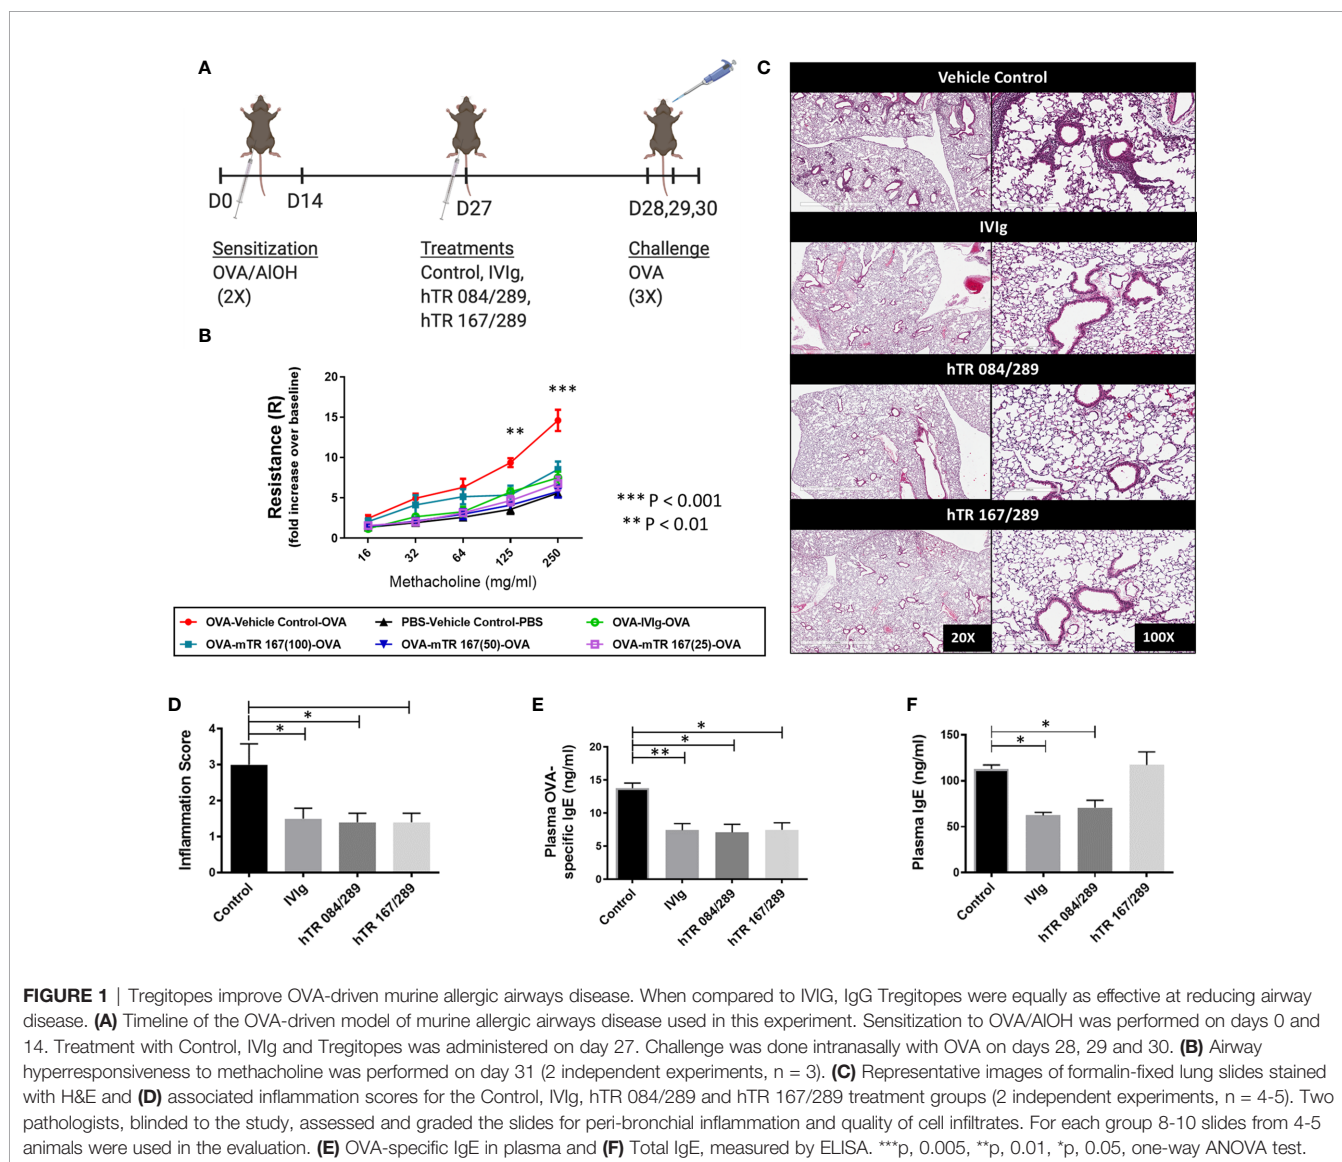 A
D0
D14
D27
D28,29,30
Sensitization
OVA/AlOH
(2X)
Treatments
Control, IVIg,
hTR 084/289,
hTR 167/289
Challenge
OVA
(3X)
B
Resistance (R)
(fold increase over baseline)
20
15
10
5
0
**
***
16
32
64
125
250
Methacholine (mg/ml)
*** P < 0.001
** P < 0.01
OVA-Vehicle Control-OVA
PBS-Vehicle Control-PBS
OVA-IVIg-OVA
OVA-mTR 167(100)-OVA
OVA-mTR 167(50)-OVA
OVA-mTR 167(25)-OVA
C
Vehicle Control
IVIg
hTR 084/289
hTR 167/289
20X
100X
D
Inflammation Score
4
3
2
1
0
*
*
Control
IVIg
hTR 084/289
hTR 167/289
E
Plasma OVA-
specific IgE (ng/ml)
20
15
10
5
0
*
*
**
Control
IVIg
hTR 084/289
hTR 167/289
F
Plasma IgE (ng/ml)
150
100
50
0
*
*
Control
IVIg
hTR 084/289
hTR 167/289
FIGURE 1 | Tregitopes improve OVA-driven murine allergic airways disease. When compared to IVIG, IgG Tregitopes were equally as effective at reducing airway
disease. (A) Timeline of the OVA-driven model of murine allergic airways disease used in this experiment. Sensitization to OVA/AlOH was performed on days 0 and
14. Treatment with Control, IVIg and Tregitopes was administered on day 27. Challenge was done intranasally with OVA on days 28, 29 and 30. (B) Airway
hyperresponsiveness to methacholine was performed on day 31 (2 independent experiments, n = 3). (C) Representative images of formalin-fixed lung slides stained
with H&E and (D) associated inflammation scores for the Control, IVIg, hTR 084/289 and hTR 167/289 treatment groups (2 independent experiments, n = 4-5). Two
pathologists, blinded to the study, assessed and graded the slides for peri-bronchial inflammation and quality of cell infiltrates. For each group 8-10 slides from 4-5
animals were used in the evaluation. (E) OVA-specific IgE in plasma and (F) Total IgE, measured by ELISA. ***p, 0.005, **p, 0.01, *p, 0.05, one-way ANOVA test.